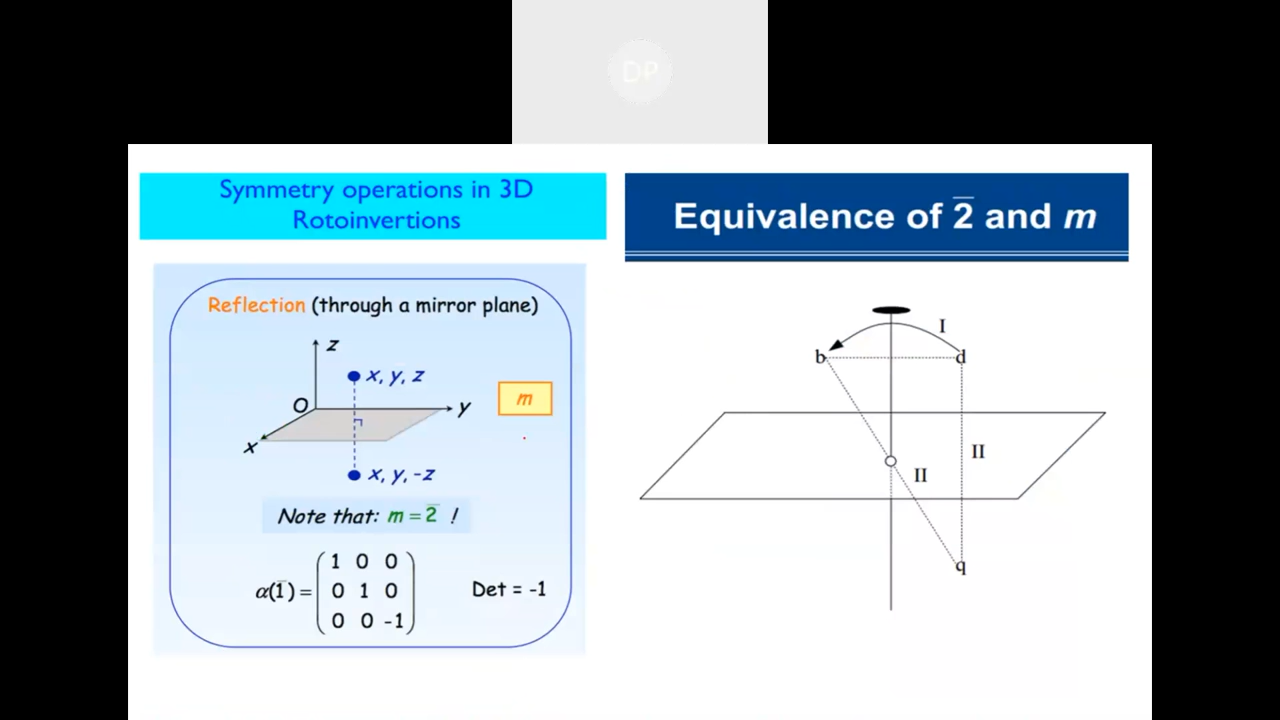 DP
Symmetry operations in 3D
Rotoinvertions
Reflection (through a mirror plane)
z
x, y, z
O
y
m
x
x, y, -z
Note that: m = 2̅ !
α(1̅) =
1 0 0
0 1 0
0 0 -1
Det = -1
Equivalence of 2̅ and m
I
b
d
II
II
q